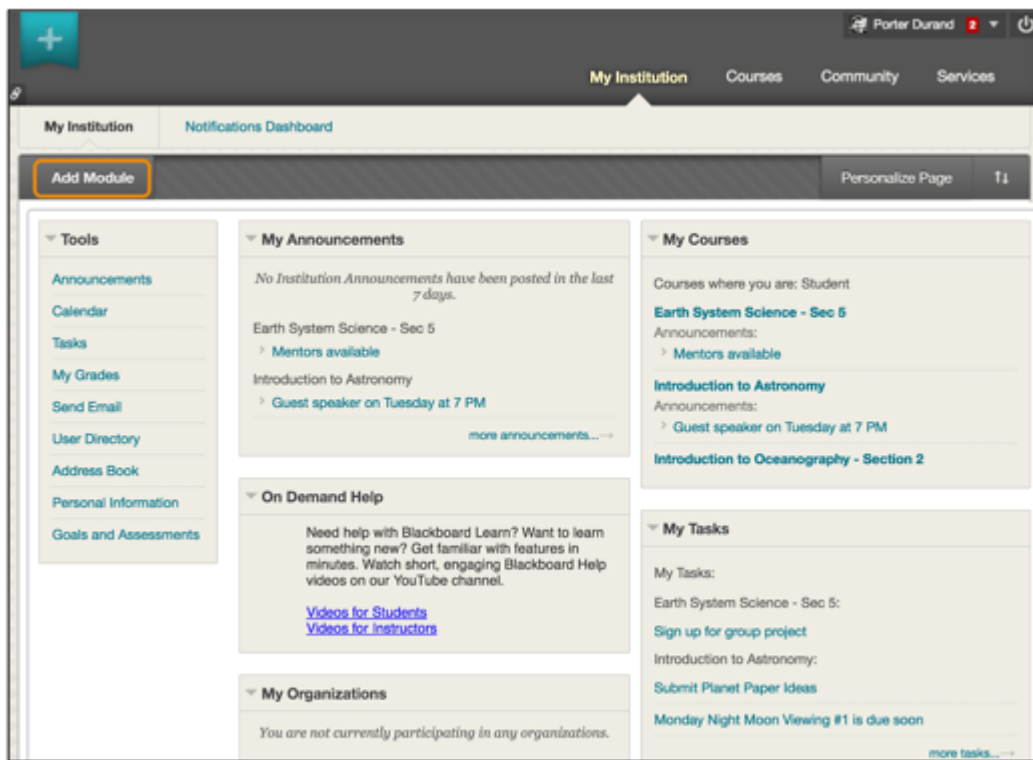 Porter Durand 2
My Institution Courses Community Services
My Institution Notifications Dashboard
Add Module Personalize Page
Tools
Announcements
Calendar
Tasks
My Grades
Send Email
User Directory
Address Book
Personal Information
Goals and Assessments
My Announcements
No Institution Announcements have been posted in the last
7 days.
Earth System Science - Sec 5
Mentors available
Introduction to Astronomy
Guest speaker on Tuesday at 7 PM
more announcements...→
On Demand Help
Need help with Blackboard Learn? Want to learn
something new? Get familiar with features in
minutes. Watch short, engaging Blackboard Help
videos on our YouTube channel.
Videos for Students
Videos for Instructors
My Organizations
You are not currently participating in any organizations.
My Courses
Courses where you are: Student
Earth System Science - Sec 5
Announcements:
Mentors available
Introduction to Astronomy
Announcements:
Guest speaker on Tuesday at 7 PM
Introduction to Oceanography - Section 2
My Tasks
My Tasks:
Earth System Science - Sec 5:
Sign up for group project
Introduction to Astronomy:
Submit Planet Paper Ideas
Monday Night Moon Viewing #1 is due soon
more tasks...→